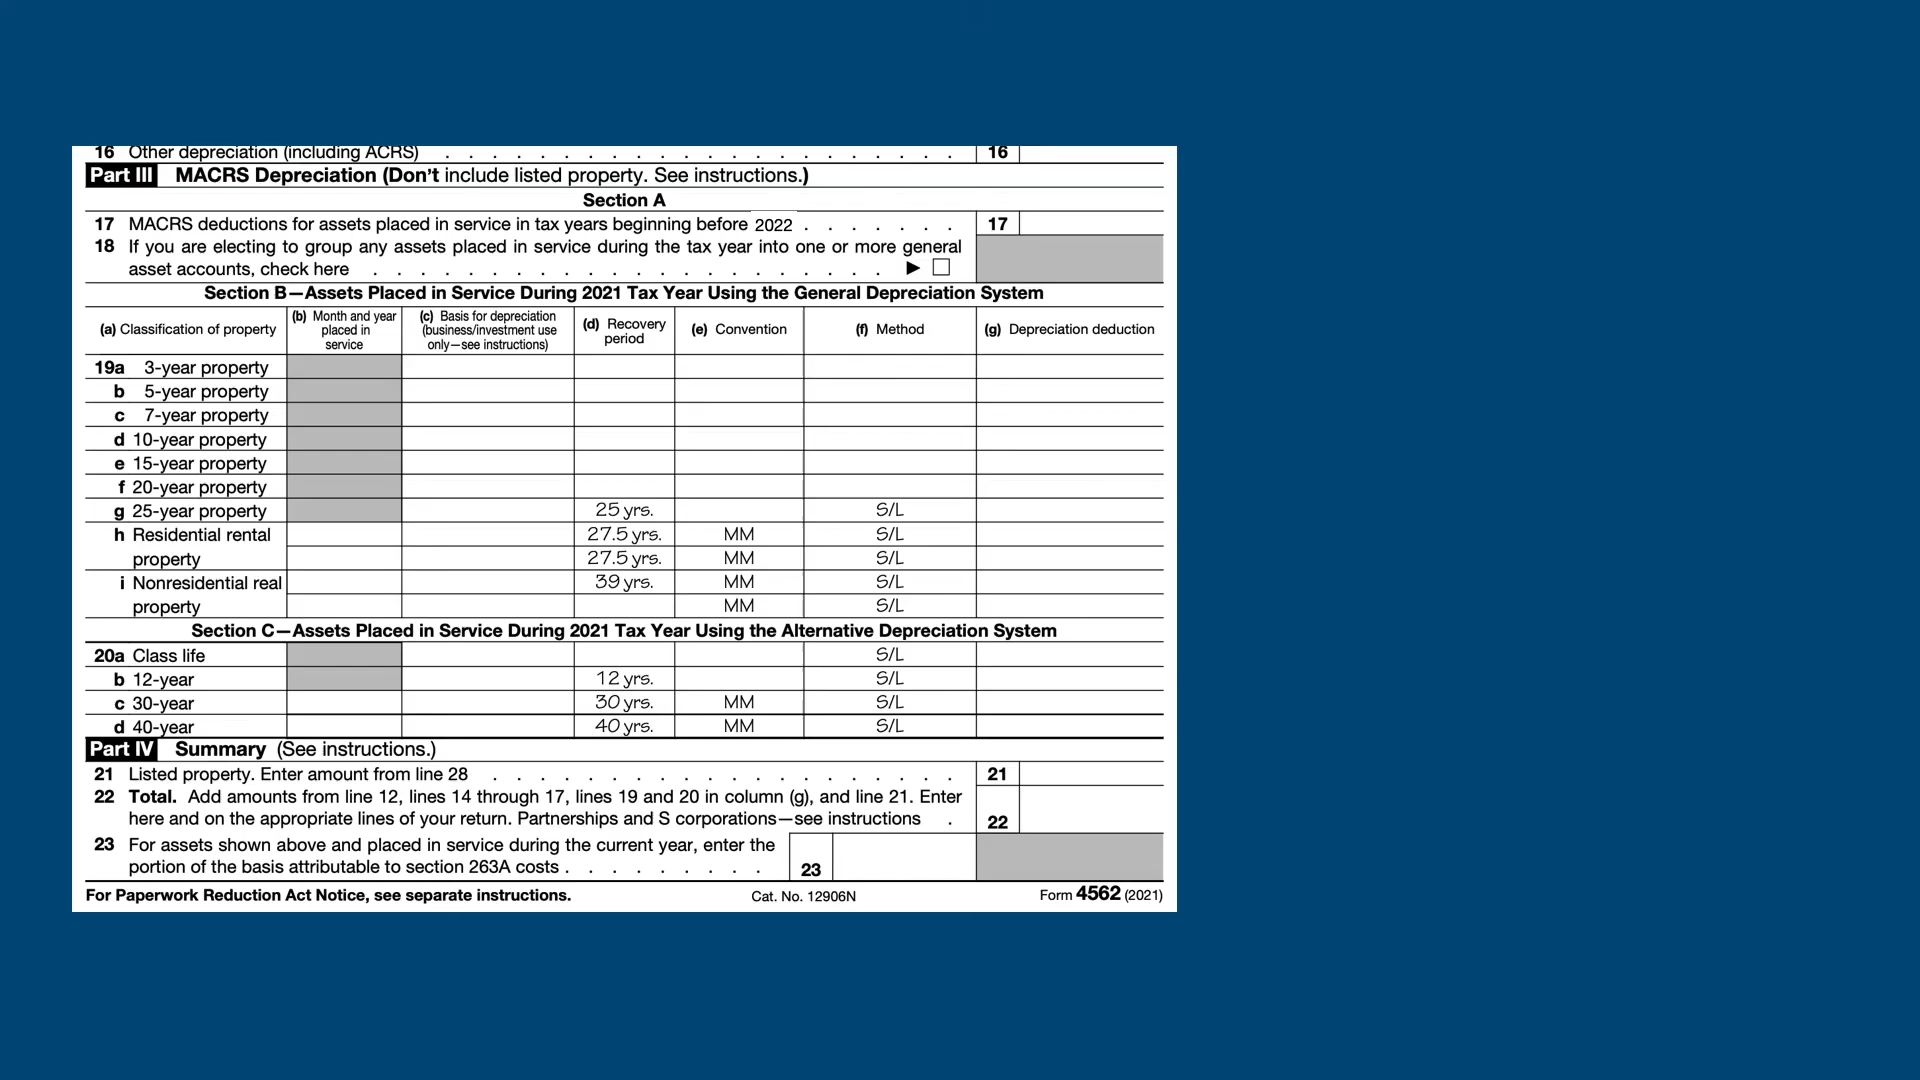 16 Other depreciation (including ACRS) . . . . . . . . . . . . . . . . . . . . . . 16
Part III MACRS Depreciation (Don’t include listed property. See instructions.)
Section A
17 MACRS deductions for assets placed in service in tax years beginning before 2022 . . . . . . . 17
18 If you are electing to group any assets placed in service during the tax year into one or more general
asset accounts, check here . . . . . . . . . . . . . . . . . . . . . . ▶ ☐
Section B—Assets Placed in Service During 2021 Tax Year Using the General Depreciation System
(a) Classification of property (b) Month and year placed in service (c) Basis for depreciation (business/investment use only—see instructions) (d) Recovery period (e) Convention (f) Method (g) Depreciation deduction
19a 3-year property
b 5-year property
c 7-year property
d 10-year property
e 15-year property
f 20-year property
g 25-year property 25 yrs. S/L
h Residential rental 27.5 yrs. MM S/L
property 27.5 yrs. MM S/L
i Nonresidential real 39 yrs. MM S/L
property MM S/L
Section C—Assets Placed in Service During 2021 Tax Year Using the Alternative Depreciation System
20a Class life S/L
b 12-year 12 yrs. S/L
c 30-year 30 yrs. MM S/L
d 40-year 40 yrs. MM S/L
Part IV Summary (See instructions.)
21 Listed property. Enter amount from line 28 . . . . . . . . . . . . . . . . . . . . 21
22 Total. Add amounts from line 12, lines 14 through 17, lines 19 and 20 in column (g), and line 21. Enter
here and on the appropriate lines of your return. Partnerships and S corporations—see instructions . 22
23 For assets shown above and placed in service during the current year, enter the
portion of the basis attributable to section 263A costs . . . . . . . . . 23
For Paperwork Reduction Act Notice, see separate instructions. Cat. No. 12906N Form 4562 (2021)